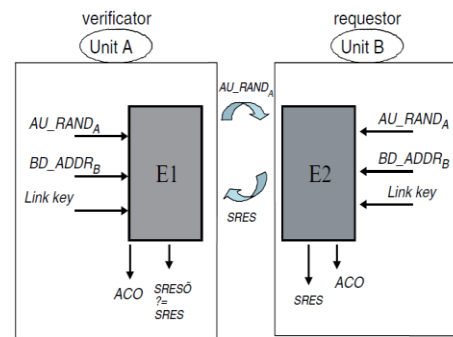 verificator
requestor
Unit A
Unit B
AU_RAND_A
AU_RAND_A
AU_RAND_A
BD_ADDR_B
E1
E2
BD_ADDR_B
Link key
Link key
SRES
ACO
SRESÕ
?=
SRES
SRES
ACO